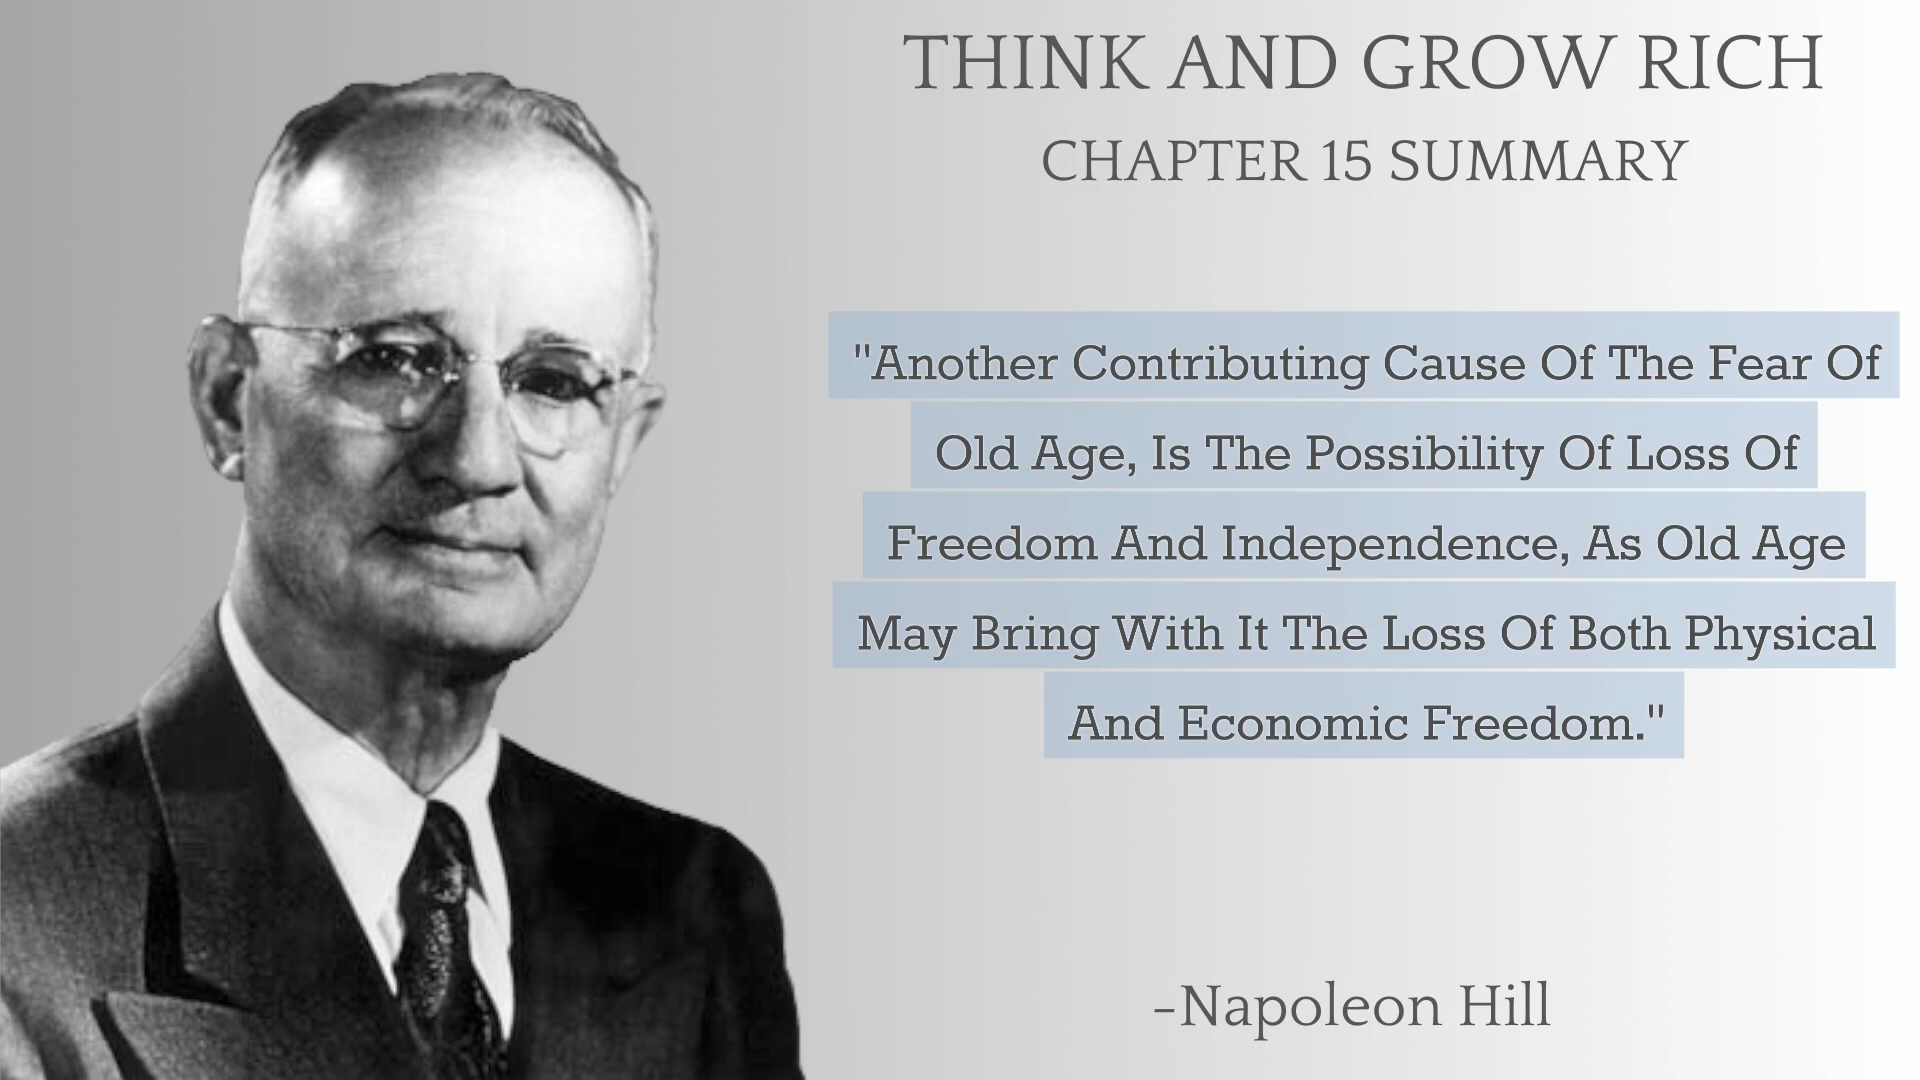 THINK AND GROW RICH
CHAPTER 15 SUMMARY
"Another Contributing Cause Of The Fear Of
Old Age, Is The Possibility Of Loss Of
Freedom And Independence, As Old Age
May Bring With It The Loss Of Both Physical
And Economic Freedom."
-Napoleon Hill